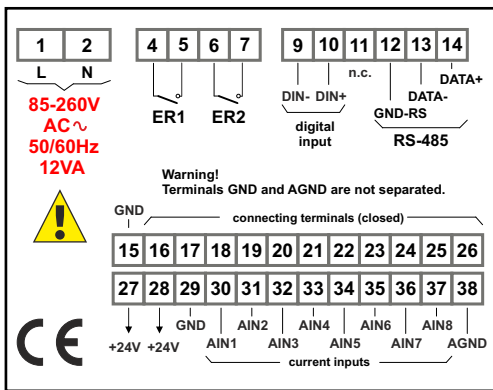 1 2 4 5 6 7 9 10 11 12 13 14
L N n.c. DATA+
DIN- DIN+ DATA-
85-260V ER1 ER2 GND-RS
AC ∿ digital RS-485
50/60Hz input
12VA
Warning!
Terminals GND and AGND are not separated.
GND connecting terminals (closed)
15 16 17 18 19 20 21 22 23 24 25 26
27 28 29 30 31 32 33 34 35 36 37 38
GND AIN2 AIN4 AIN6 AIN8
+24V +24V AIN1 AIN3 AIN5 AIN7 AGND
current inputs
CE